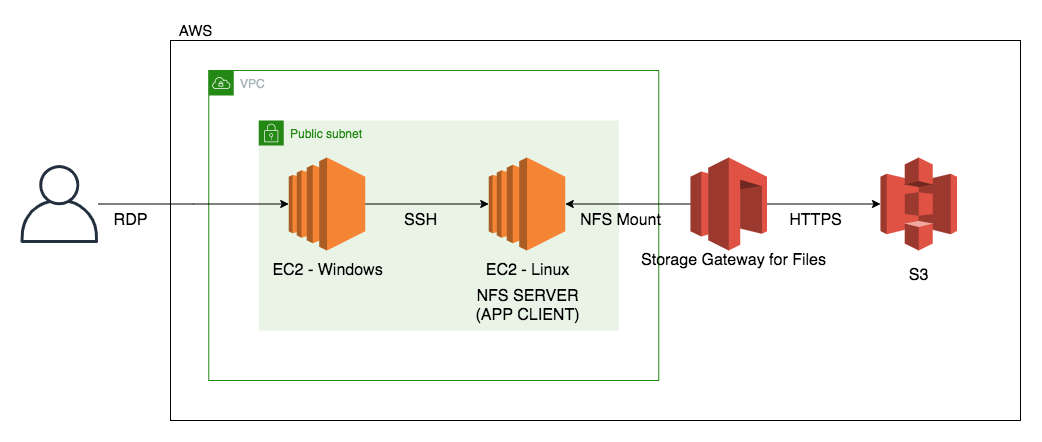 AWS
VPC
Public subnet
RDP
SSH
NFS Mount
HTTPS
EC2 - Windows
EC2 - Linux
Storage Gateway for Files
S3
NFS SERVER
(APP CLIENT)